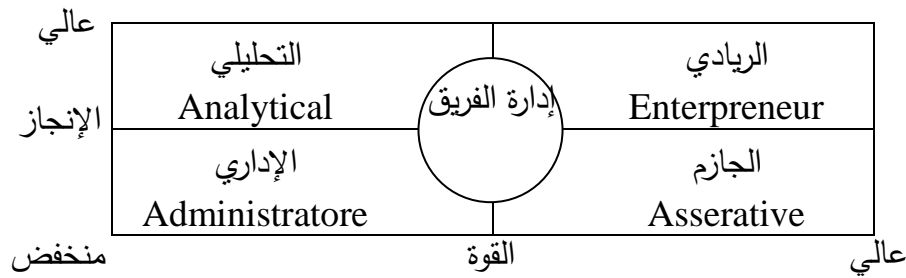 عالي
التحليلي
Analytical
الريادي
Enterpreneur
إدارة الفريق
الإنجاز
الإداري
Administratore
الجازم
Asserative
منخفض
القوة
عالي